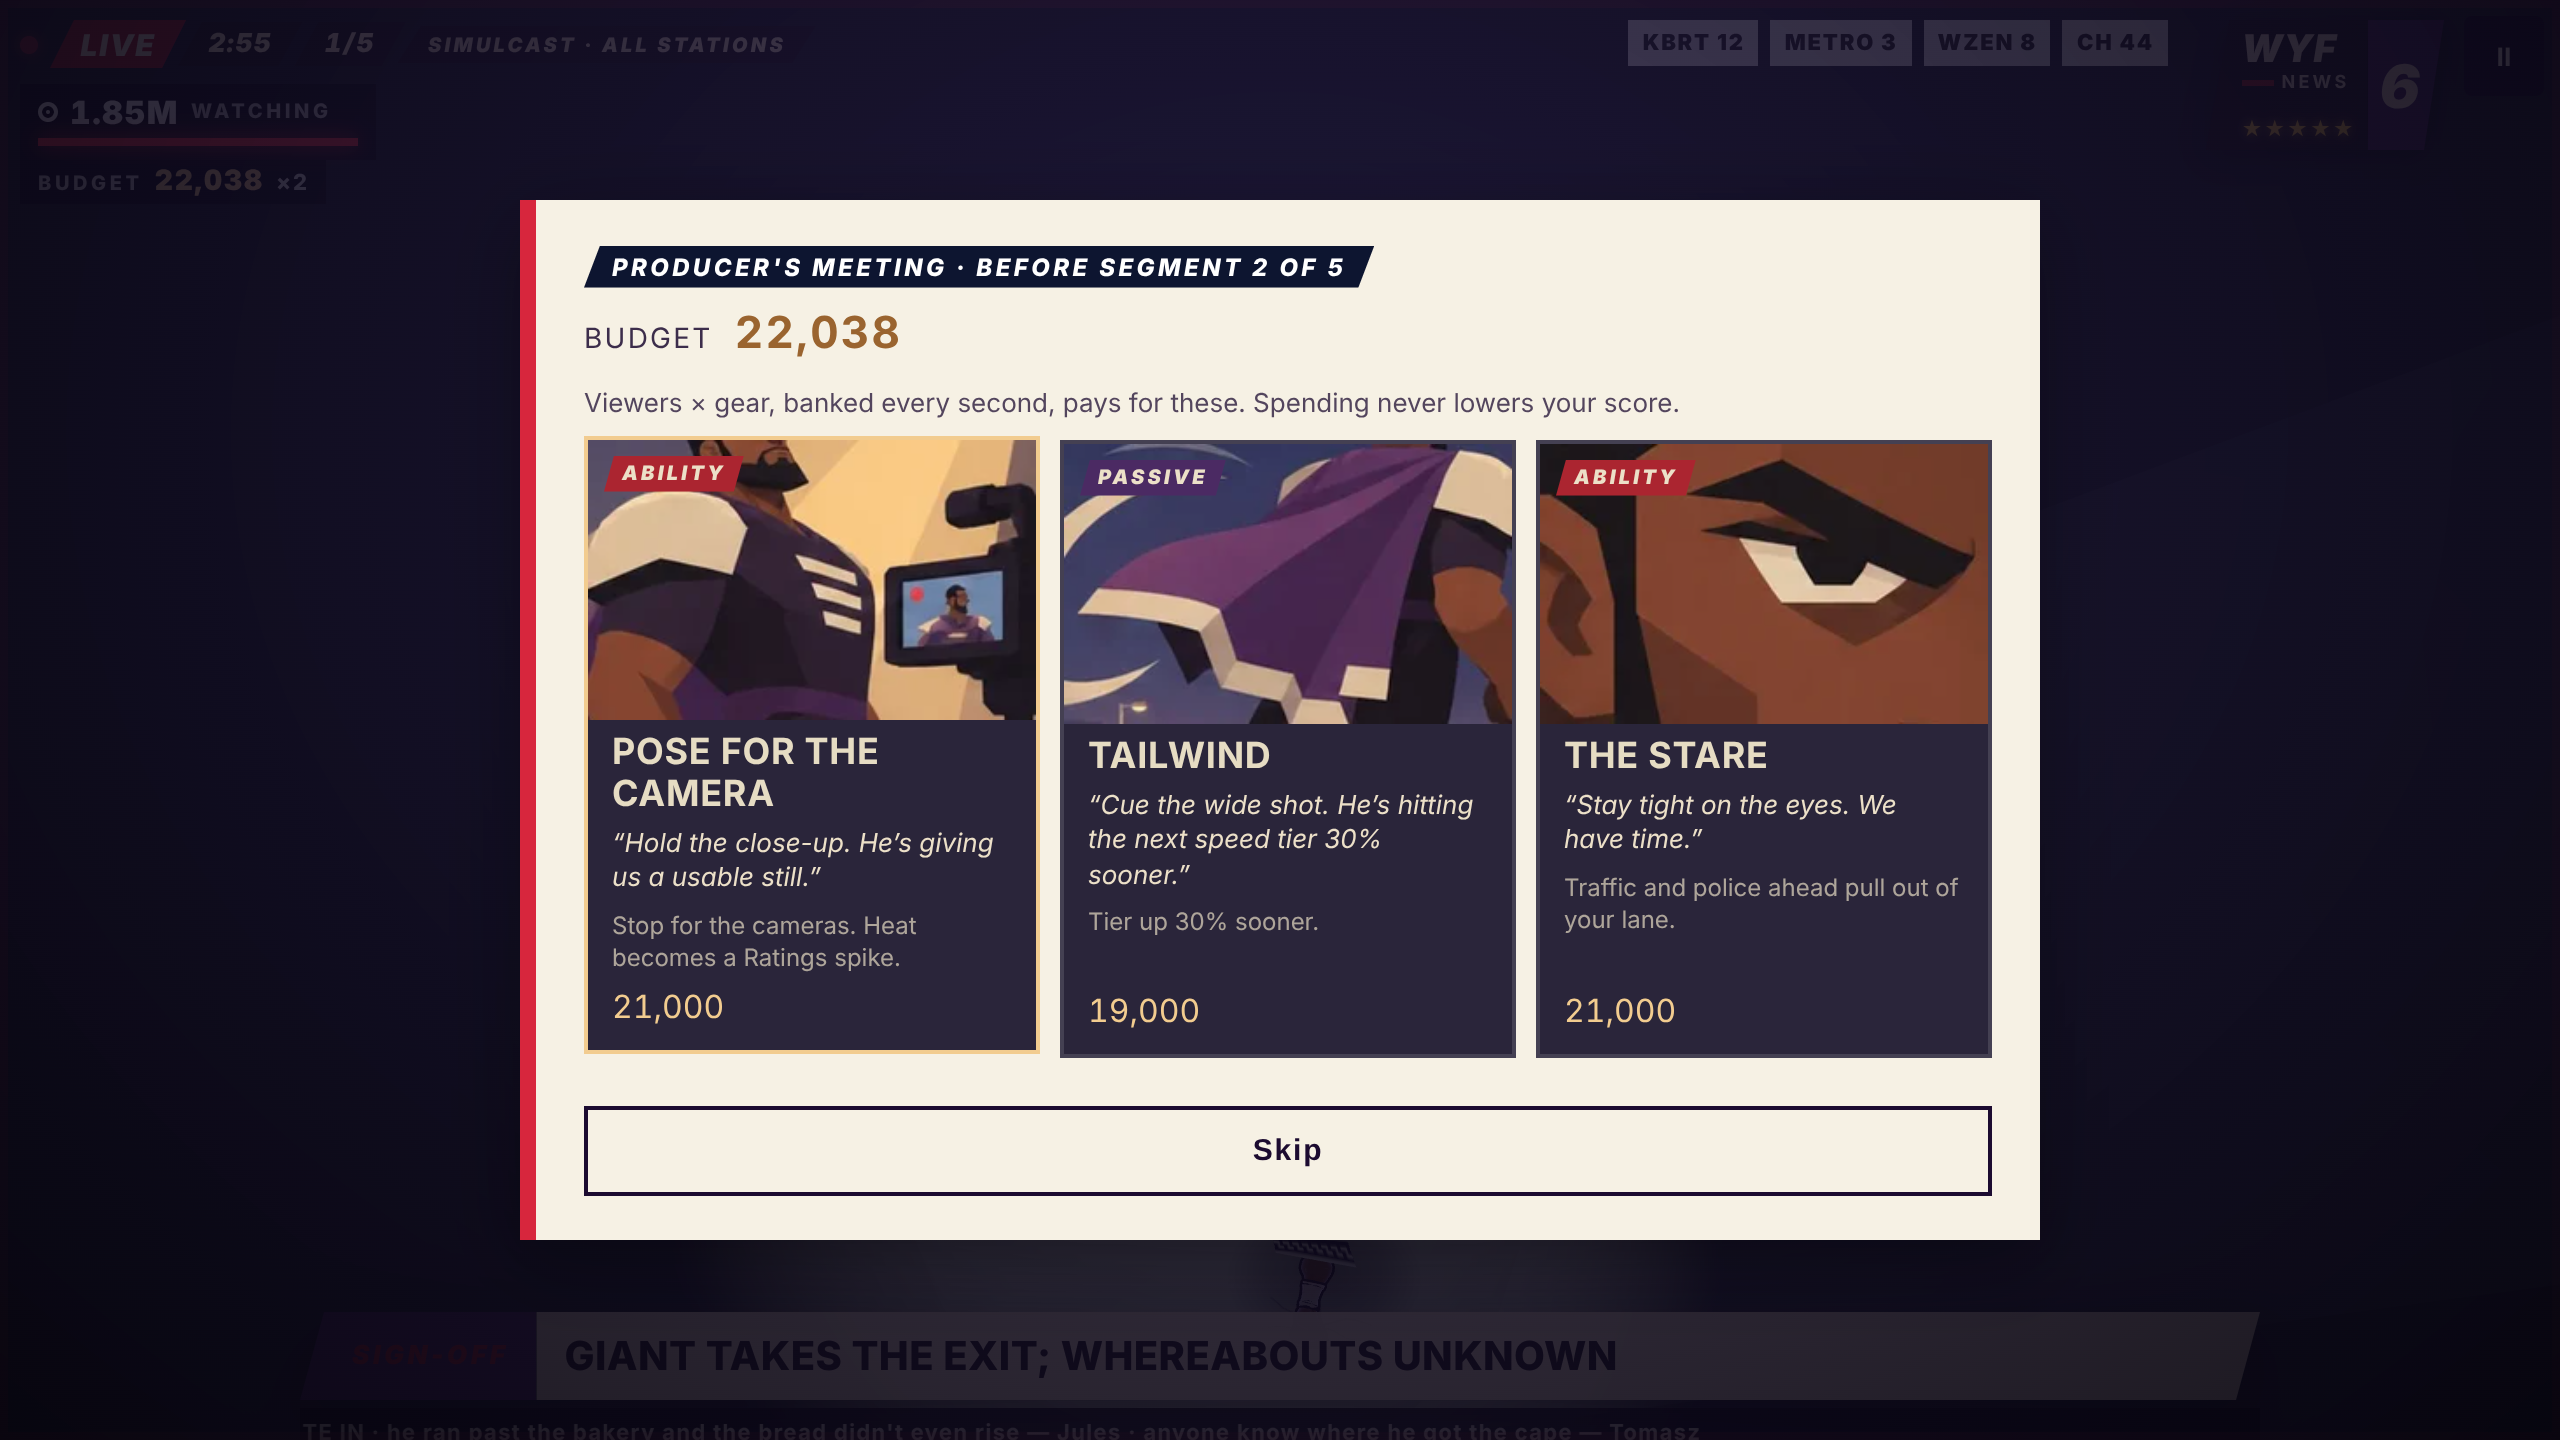 LIVE 2:55 1/5 SIMULCAST · ALL STATIONS KBRT 12 METRO 3 WZEN 8 CH 44 WYF
NEWS
6
1.85M WATCHING
★★★★★
BUDGET 22,038 ×2
PRODUCER'S MEETING · BEFORE SEGMENT 2 OF 5
BUDGET 22,038
Viewers × gear, banked every second, pays for these. Spending never lowers your score.
ABILITY
POSE FOR THE
CAMERA
“Hold the close-up. He’s giving
us a usable still.”
Stop for the cameras. Heat
becomes a Ratings spike.
21,000
PASSIVE
TAILWIND
“Cue the wide shot. He’s hitting
the next speed tier 30%
sooner.”
Tier up 30% sooner.
19,000
ABILITY
THE STARE
“Stay tight on the eyes. We
have time.”
Traffic and police ahead pull out of
your lane.
21,000
Skip
SIGN-OFF GIANT TAKES THE EXIT; WHEREABOUTS UNKNOWN
TE IN · he ran past the bakery and the bread didn't even rise — Jules · anyone know where he got the cape — Tomasz